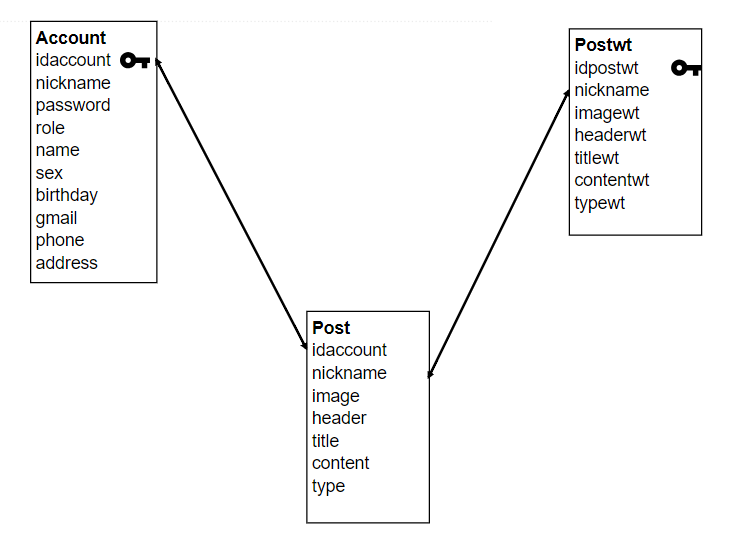 Account
idaccount
nickname
password
role
name
sex
birthday
gmail
phone
address
Postwt
idpostwt
nickname
imagewt
headerwt
titlewt
contentwt
typewt
Post
idaccount
nickname
image
header
title
content
type